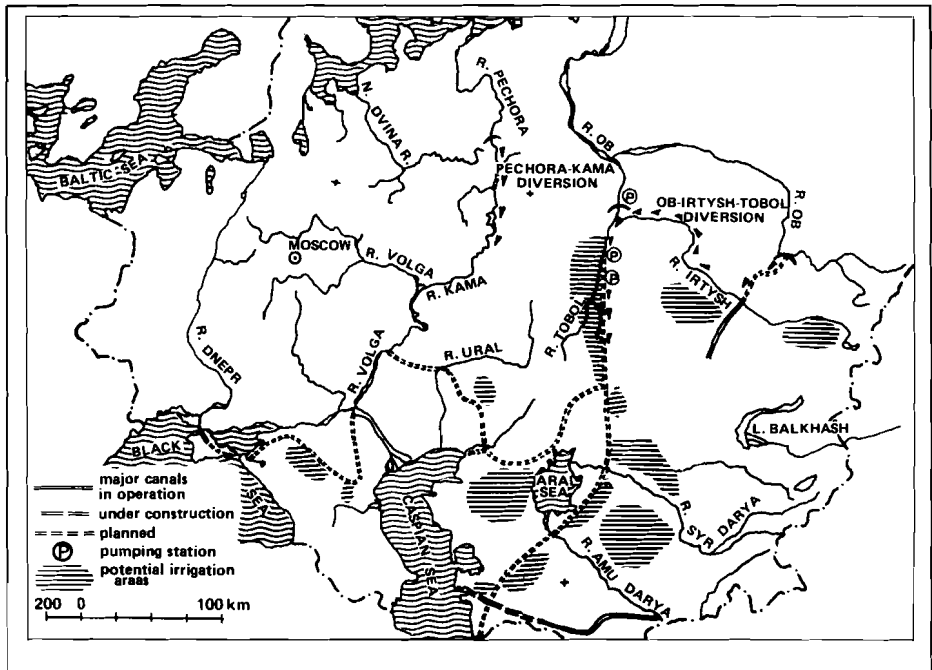 R. PECHORA
N. DVINA R.
R. OB
BALTIC-SEA
PECHORA-KAMA
DIVERSION
P
OB-IRTYSH-TOBOL
DIVERSION
R. OB
MOSCOW
R. VOLGA
P
P
R. KAMA
R. IRTYSH
R. TOBOL
R. DNEPR
R. VOLGA
R. URAL
L. BALKHASH
BLACK
SEA
ARAL
SEA
CASPIAN SEA
R. SYR DARYA
R. AMU DARYA
major canals
in operation
under construction
planned
P pumping station
potential irrigation
araas
200 0 100 km